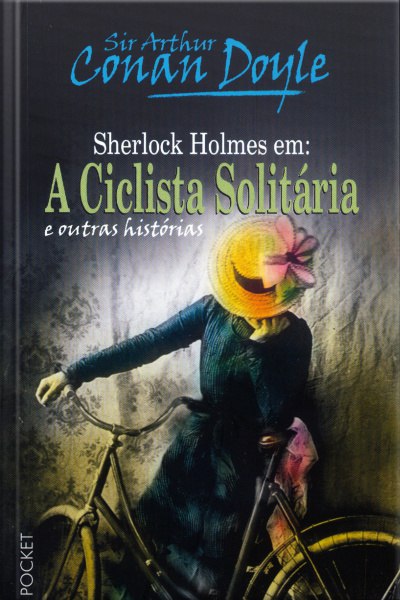 Sir Arthur
Conan Doyle
Sherlock Holmes em:
A Ciclista Solitária
e outras histórias
POCKET